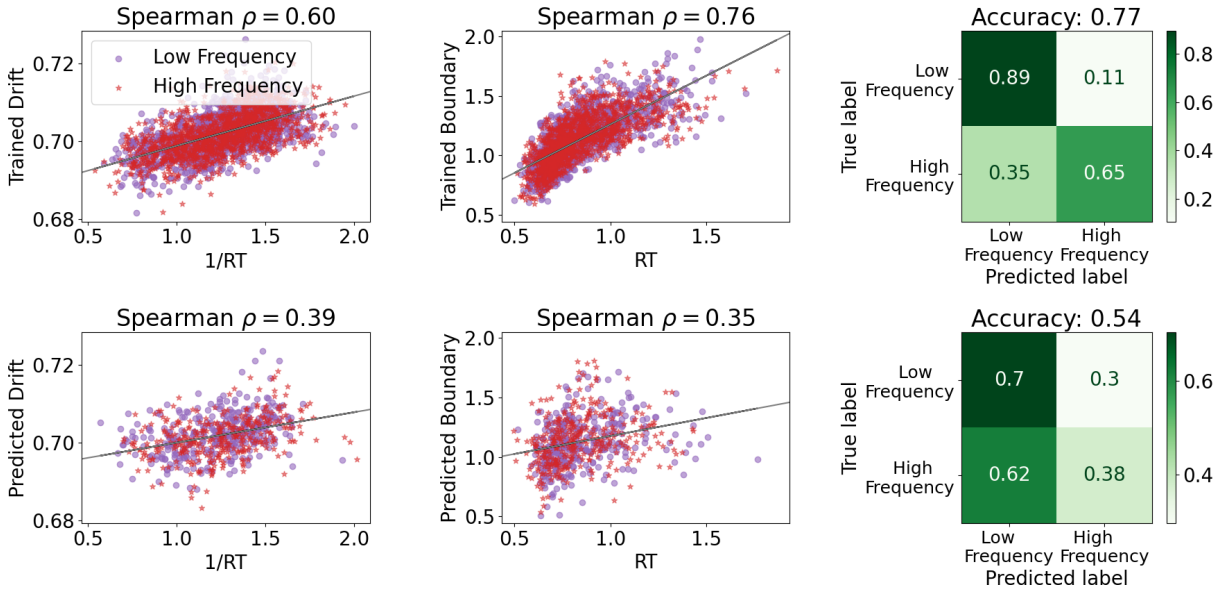 Spearman ρ = 0.60
Trained Drift
0.72
0.70
0.68
Low Frequency
High Frequency
0.5 1.0 1.5 2.0
1/RT
Spearman ρ = 0.76
Trained Boundary
2.0
1.5
1.0
0.5
0.5 1.0 1.5
RT
Accuracy: 0.77
True label
Low
Frequency
High
Frequency
0.89 0.11
0.35 0.65
Low High
Frequency Frequency
Predicted label
0.8
0.6
0.4
0.2
Spearman ρ = 0.39
Predicted Drift
0.72
0.70
0.68
0.5 1.0 1.5 2.0
1/RT
Spearman ρ = 0.35
Predicted Boundary
2.0
1.5
1.0
0.5
0.5 1.0 1.5
RT
Accuracy: 0.54
True label
Low
Frequency
High
Frequency
0.7 0.3
0.62 0.38
Low High
Frequency Frequency
Predicted label
0.6
0.4